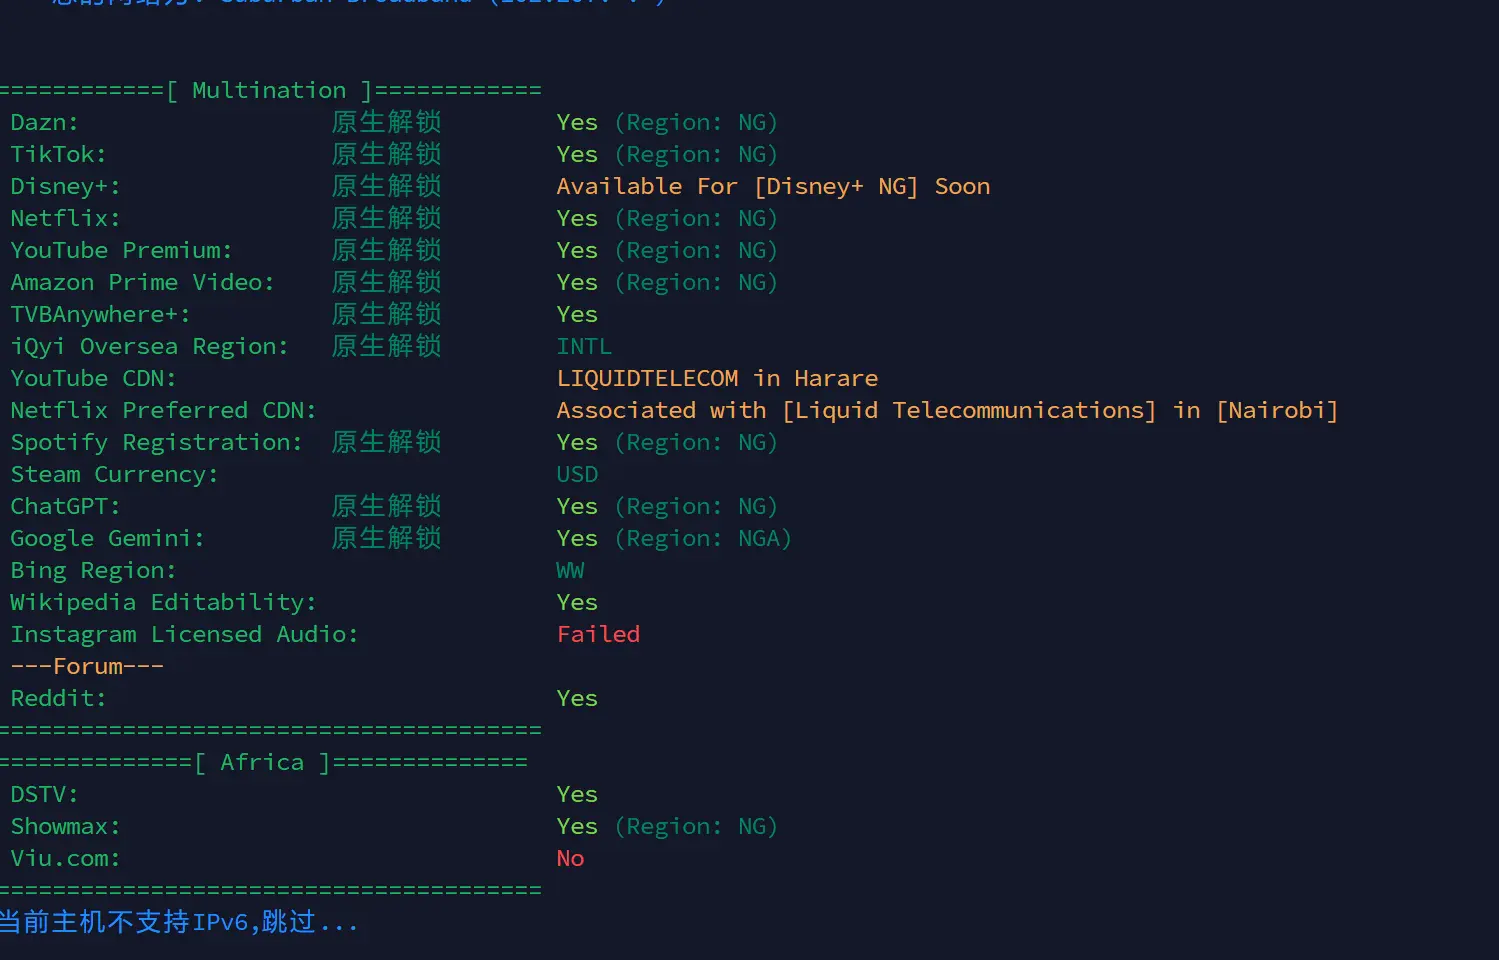 ============[ Multination ]============
Dazn: 原生解锁 Yes (Region: NG)
TikTok: 原生解锁 Yes (Region: NG)
Disney+: 原生解锁 Available For [Disney+ NG] Soon
Netflix: 原生解锁 Yes (Region: NG)
YouTube Premium: 原生解锁 Yes (Region: NG)
Amazon Prime Video: 原生解锁 Yes (Region: NG)
TVBAnywhere+: 原生解锁 Yes
iQyi Oversea Region: 原生解锁 INTL
YouTube CDN: LIQUIDTELECOM in Harare
Netflix Preferred CDN: Associated with [Liquid Telecommunications] in [Nairobi]
Spotify Registration: 原生解锁 Yes (Region: NG)
Steam Currency: USD
ChatGPT: 原生解锁 Yes (Region: NG)
Google Gemini: 原生解锁 Yes (Region: NGA)
Bing Region: WW
Wikipedia Editability: Yes
Instagram Licensed Audio: Failed
---Forum---
Reddit: Yes
=======================================
==============[ Africa ]==============
DSTV: Yes
Showmax: Yes (Region: NG)
Viu.com: No
=======================================
当前主机不支持IPv6,跳过...